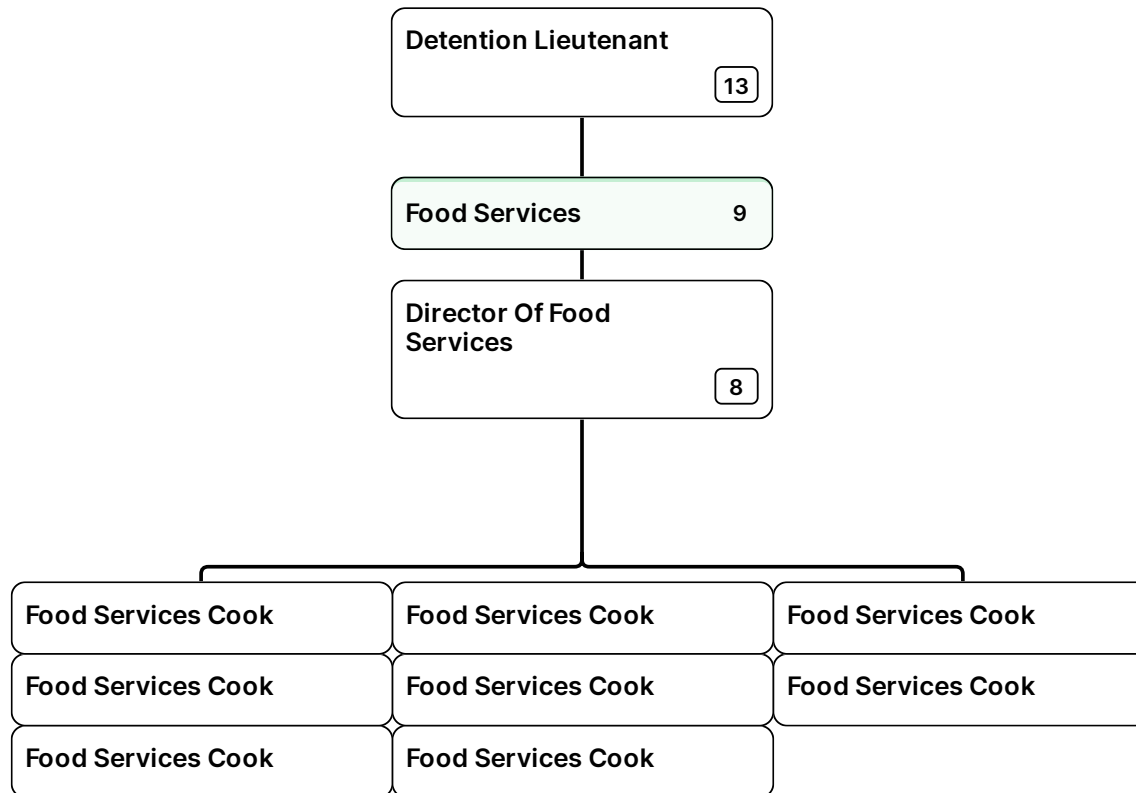 Detention Lieutenant
13
Food Services 9
Director Of Food
Services
8
Food Services Cook Food Services Cook Food Services Cook
Food Services Cook Food Services Cook Food Services Cook
Food Services Cook Food Services Cook